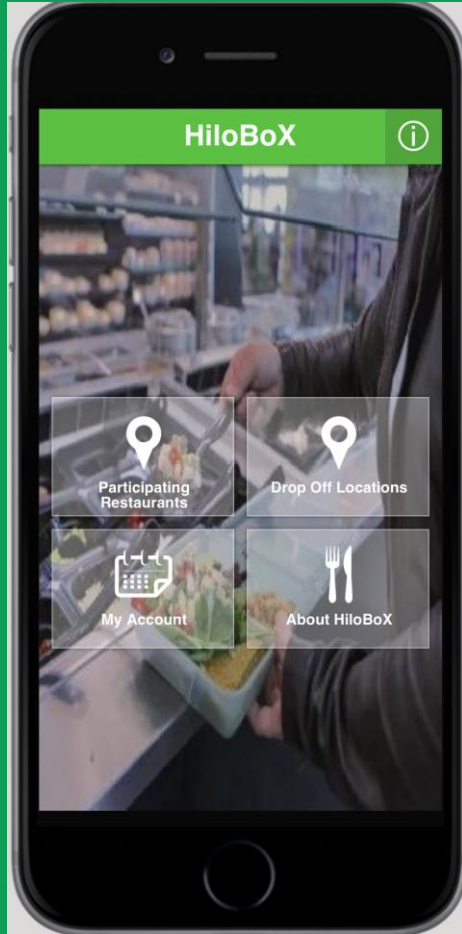 HiloBoX
Participating
Restaurants
Drop Off Locations
My Account
About HiloBoX